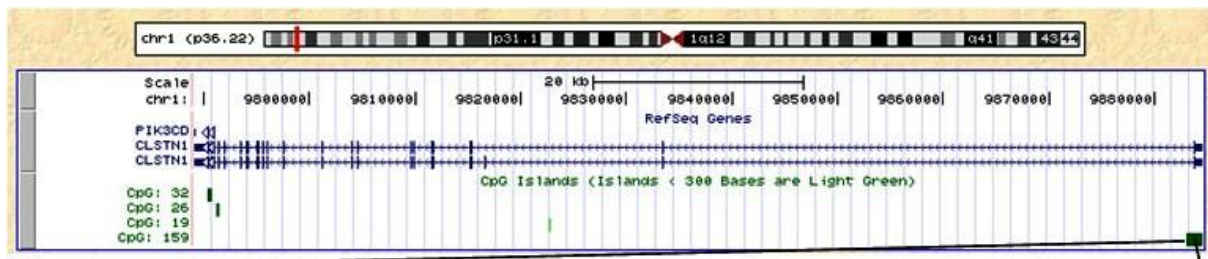 chr1 (p36.22) p31.1 1q12 q41 43 44
Scale 20 kb
chr1: 9800000 9810000 9820000 9830000 9840000 9850000 9860000 9870000 9880000
RefSeq Genes
PIK3CD
CLSTN1
CLSTN1
CpG Islands (Islands < 300 Bases are Light Green)
CpG: 32
CpG: 26
CpG: 19
CpG: 159